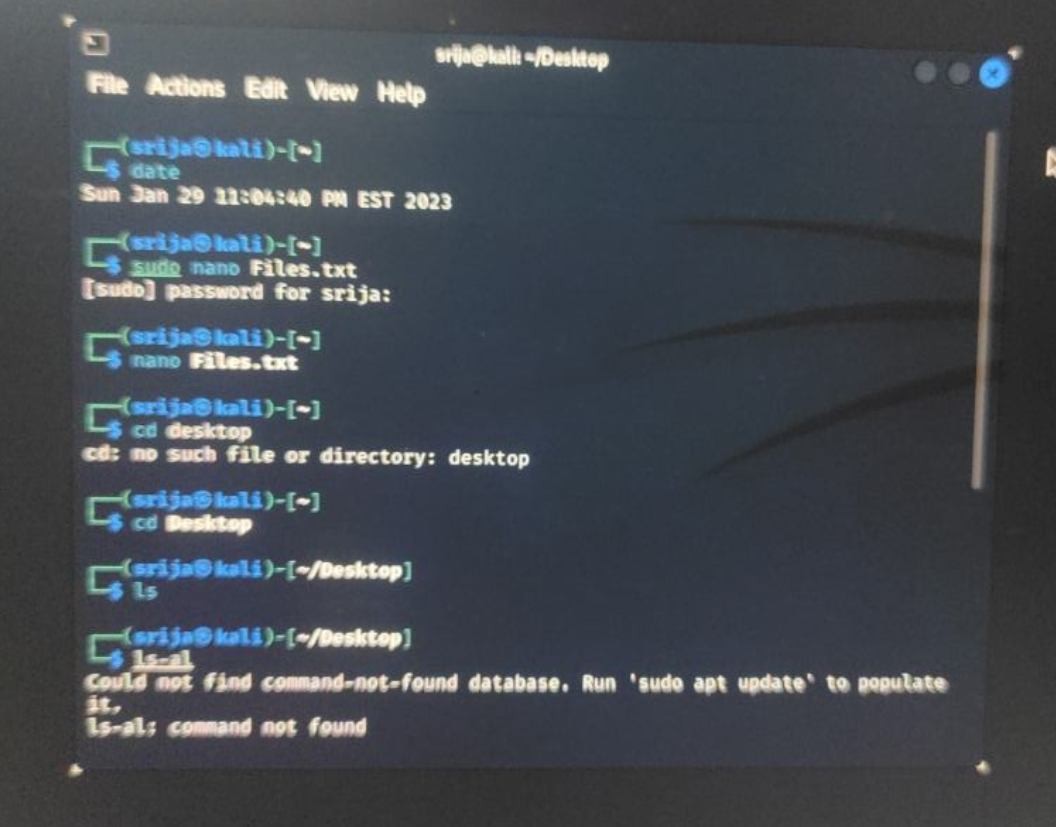 srija@kali: ~/Desktop
File Actions Edit View Help
┌──(srija㉿kali)-[~]
└─$ date
Sun Jan 29 11:04:40 PM EST 2023
┌──(srija㉿kali)-[~]
└─$ sudo nano Files.txt
[sudo] password for srija:
┌──(srija㉿kali)-[~]
└─$ nano Files.txt
┌──(srija㉿kali)-[~]
└─$ cd desktop
cd: no such file or directory: desktop
┌──(srija㉿kali)-[~]
└─$ cd Desktop
┌──(srija㉿kali)-[~/Desktop]
└─$ ls
┌──(srija㉿kali)-[~/Desktop]
└─$ ls-al
Could not find command-not-found database. Run 'sudo apt update' to populate
it.
ls-al: command not found